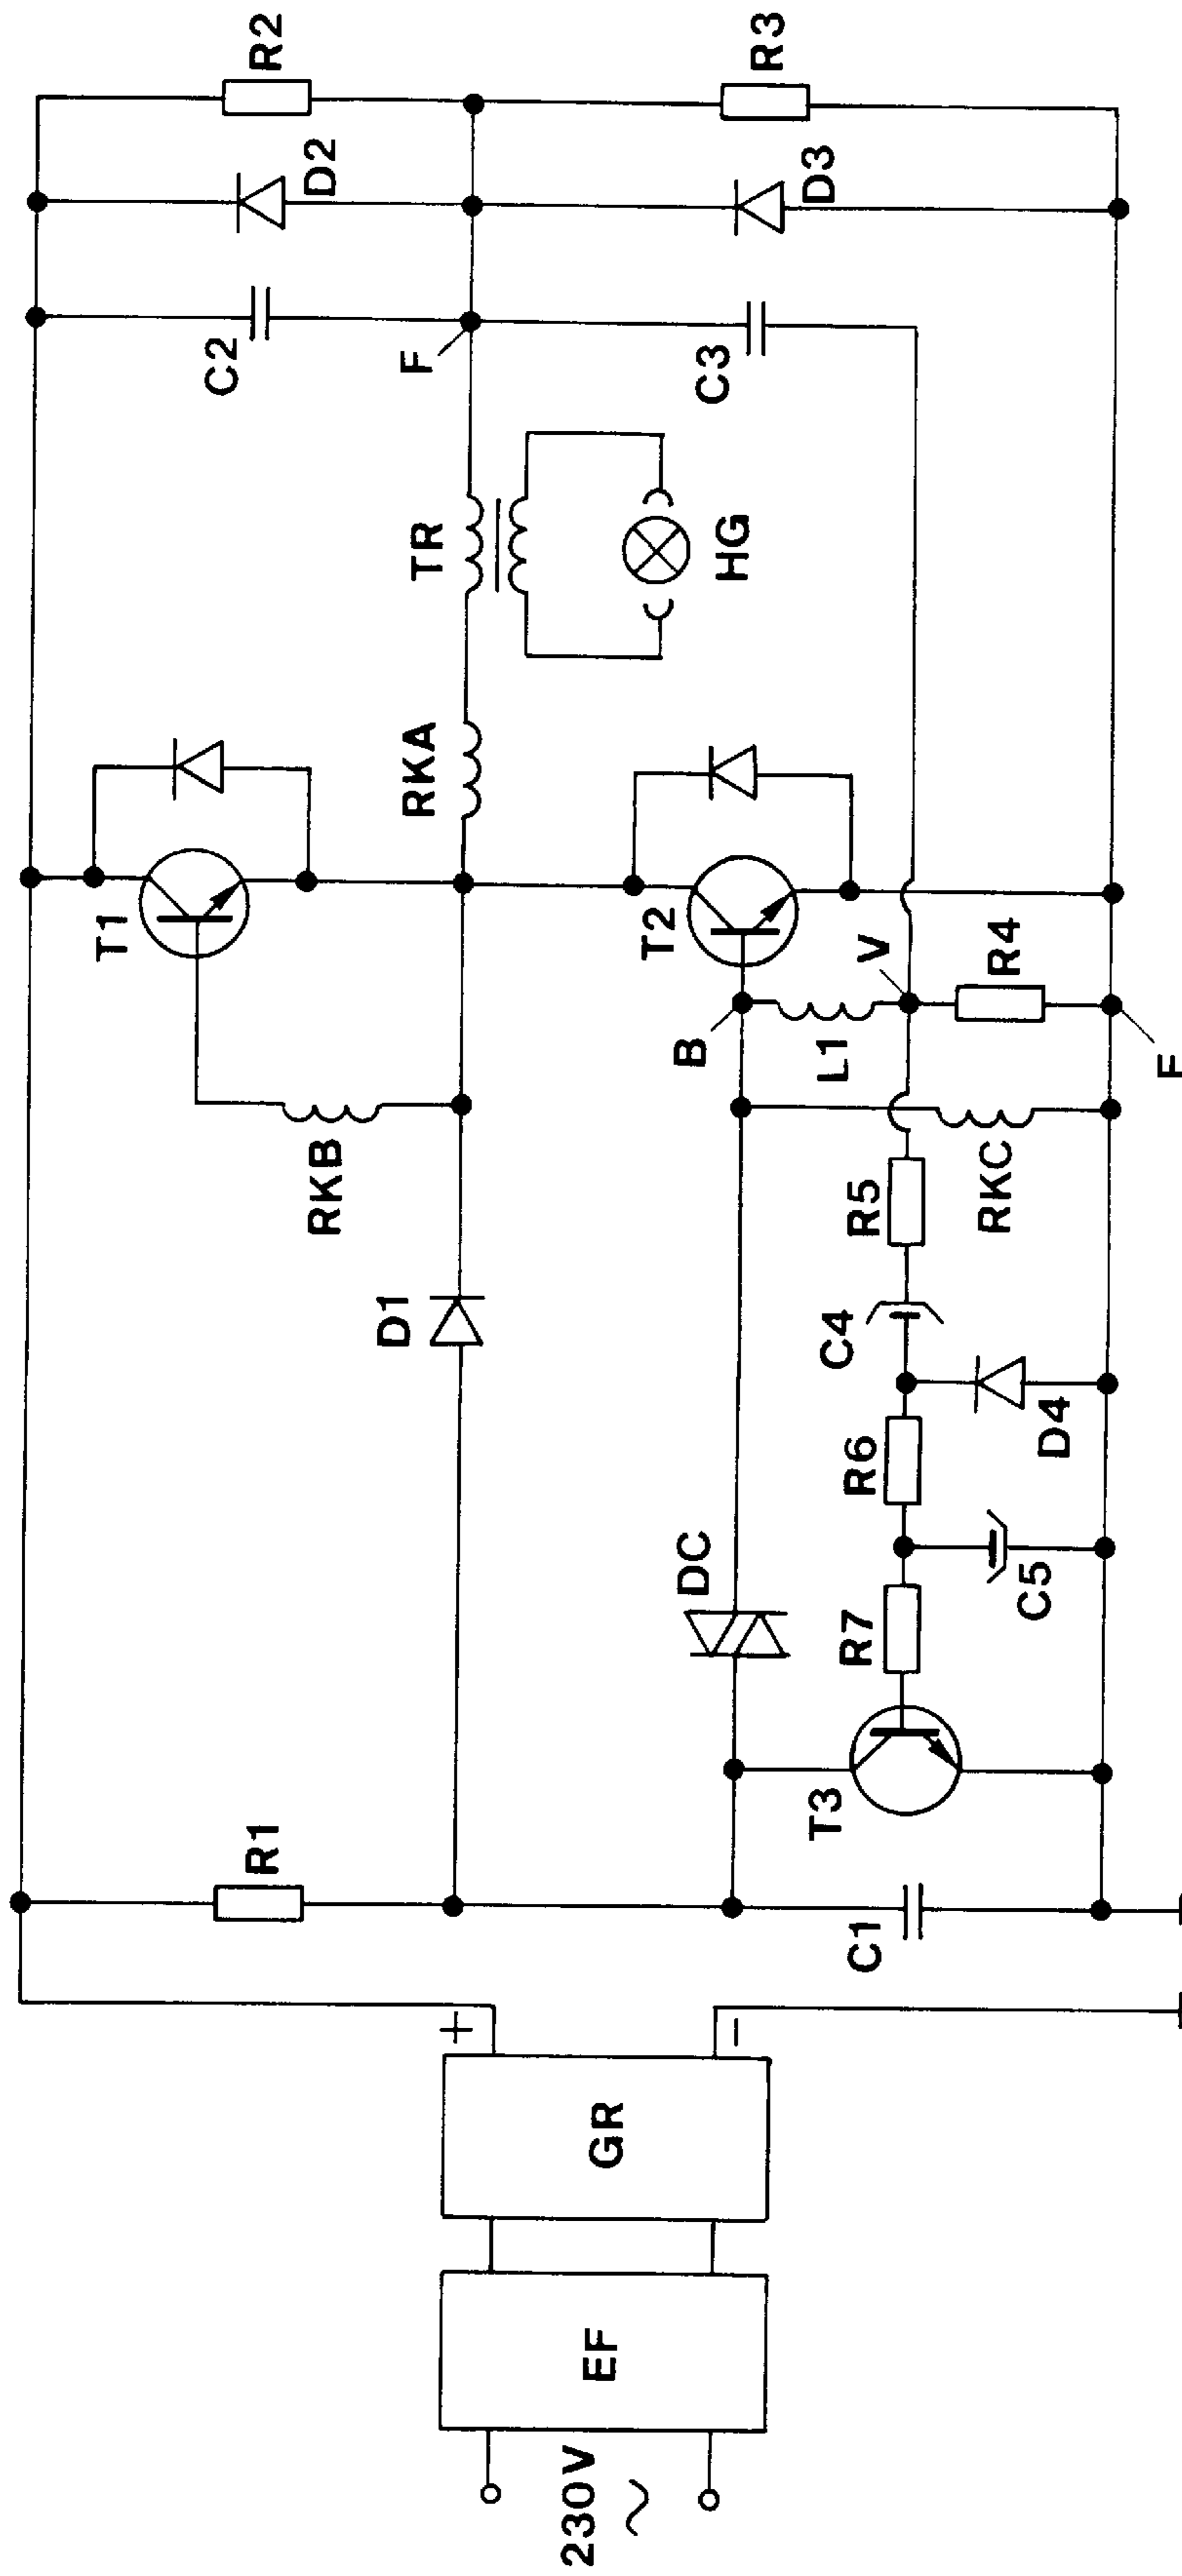 230V
~
EF
GR
+
−
R1
C1
T3
R7
DC
C5
R6
D4
C4
R5
D1
RKB
RKC
B
L1
V
R4
T1
T2
RKA
TR
HG
F
C2
C3
D2
D3
R2
R3